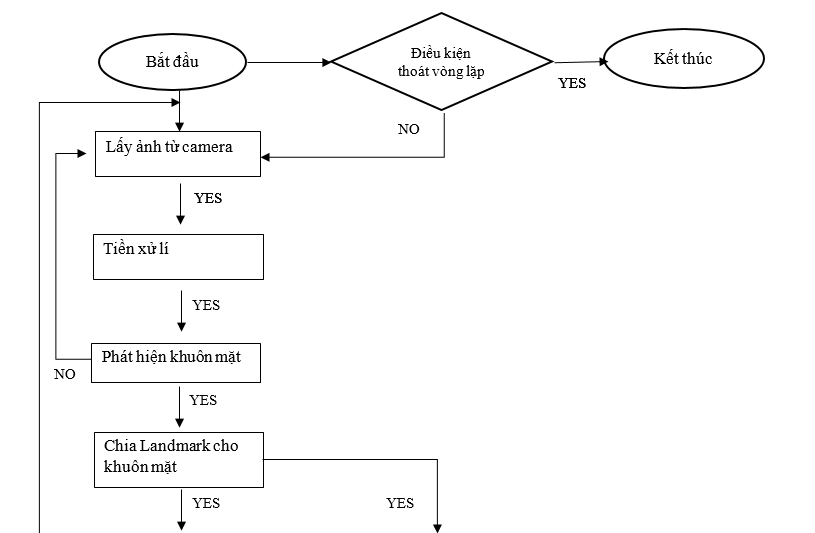 Bắt đầu
Điều kiện
thoát vòng lặp
Kết thúc
YES
NO
Lấy ảnh từ camera
YES
Tiền xử lí
YES
Phát hiện khuôn mặt
NO
YES
Chia Landmark cho
khuôn mặt
YES
YES